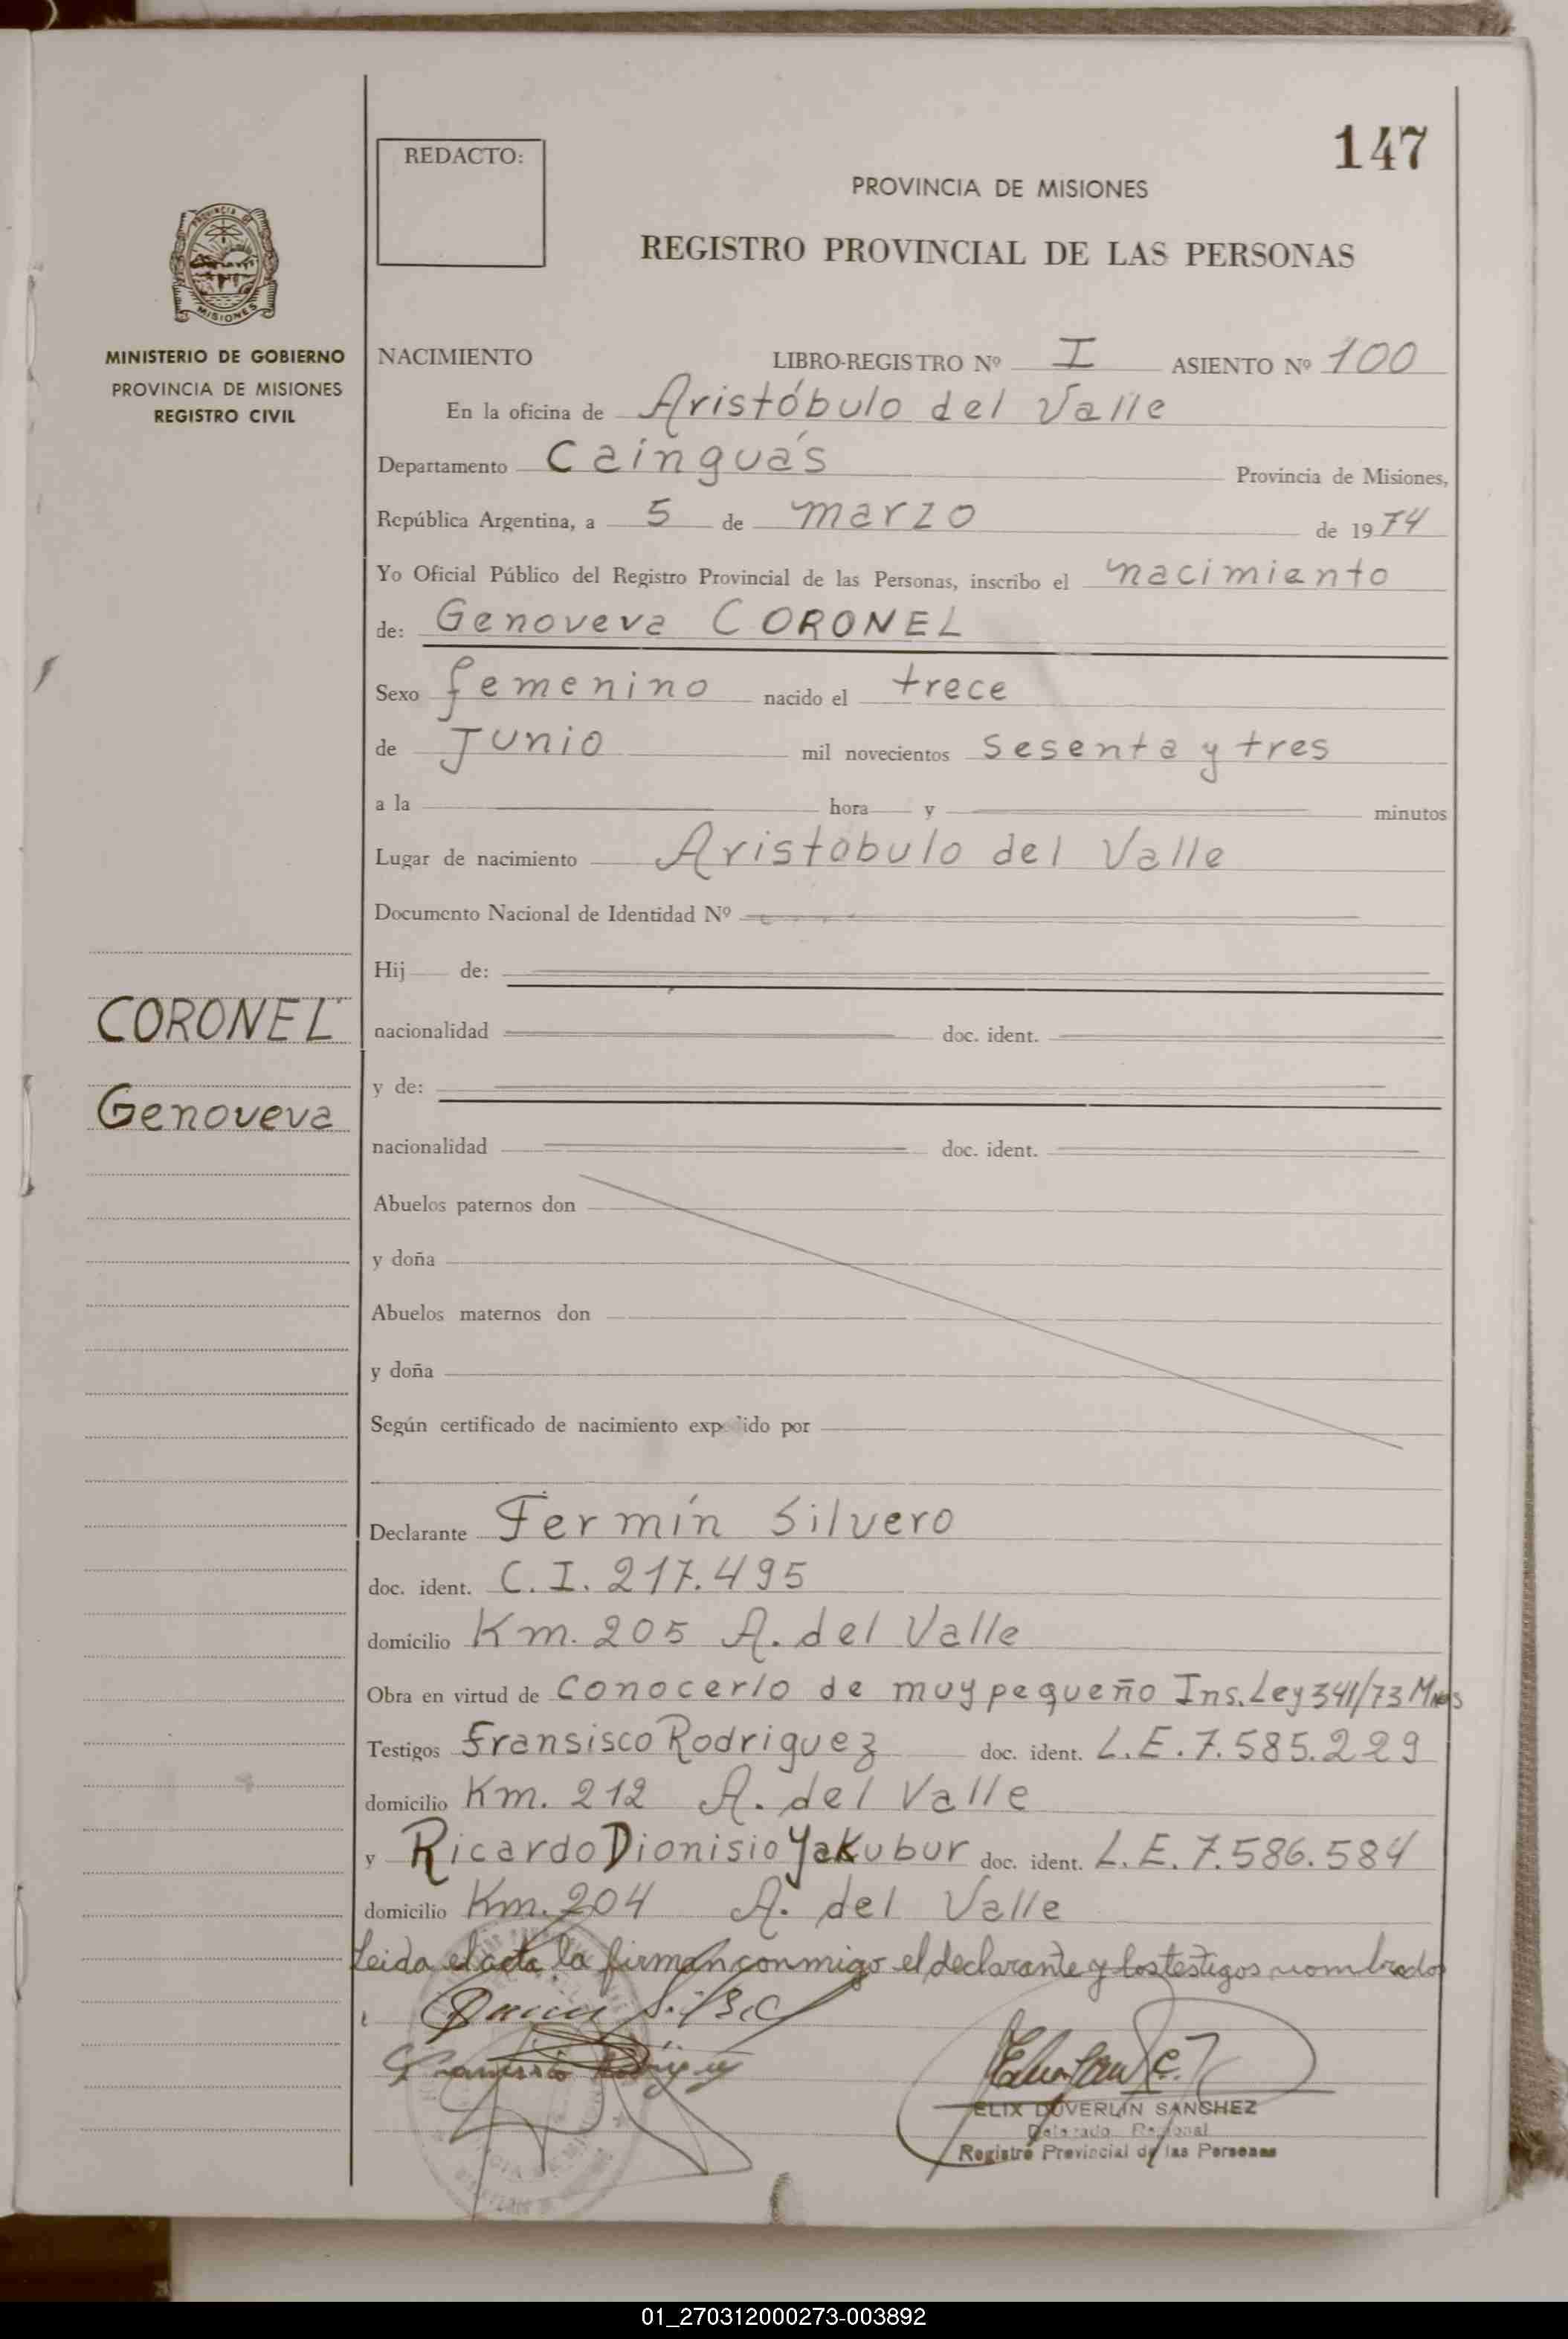 147
REDACTO:
PROVINCIA DE MISIONES
REGISTRO PROVINCIAL DE LAS PERSONAS
PROVINCIA DE
MISIONES
MINISTERIO DE GOBIERNO
PROVINCIA DE MISIONES
REGISTRO CIVIL
NACIMIENTO LIBRO-REGISTRO Nº I ASIENTO Nº 100
En la oficina de Aristóbulo del Valle
Departamento Cainguás Provincia de Misiones,
República Argentina, a 5 de marzo de 1974
Yo Oficial Público del Registro Provincial de las Personas, inscribo el nacimiento
de: Genoveva CORONEL
Sexo femenino nacido el trece
de Junio mil novecientos sesenta y tres
a la hora y minutos
Lugar de nacimiento Aristobulo del Valle
Documento Nacional de Identidad Nº
Hij de:
CORONEL
nacionalidad doc. ident.
y de:
Genoveva
nacionalidad doc. ident.
Abuelos paternos don
y doña
Abuelos maternos don
y doña
Según certificado de nacimiento expedido por
Declarante Fermín Silvero
doc. ident. C.I. 217.495
domicilio Km. 205 A. del Valle
Obra en virtud de conocerlo de muy pequeño Ins. Ley 341/73 Mnes
Testigos Fransisco Rodriguez doc. ident. L.E. 7.585.229
domicilio Km. 212 A. del Valle
y Ricardo Dionisio Yakubur doc. ident. L.E. 7.586.584
domicilio Km. 204 A. del Valle
Leida el acta la firman conmigo el declarante y los testigos nombrados
ELIX DUVERLIN SANCHEZ
Delegado Regional
Registro Provincial de las Personas
01_270312000273-003892